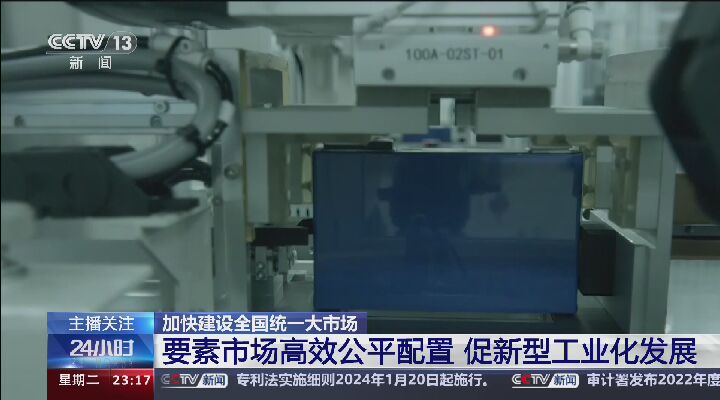 CCTV 13
新闻
100A-02ST-01
主播关注
加快建设全国统一大市场
24小时
要素市场高效公平配置 促新型工业化发展
星期二 23:17 CCTV新闻 专利法实施细则2024年1月20日起施行。 CCTV新闻 审计署发布2022年度